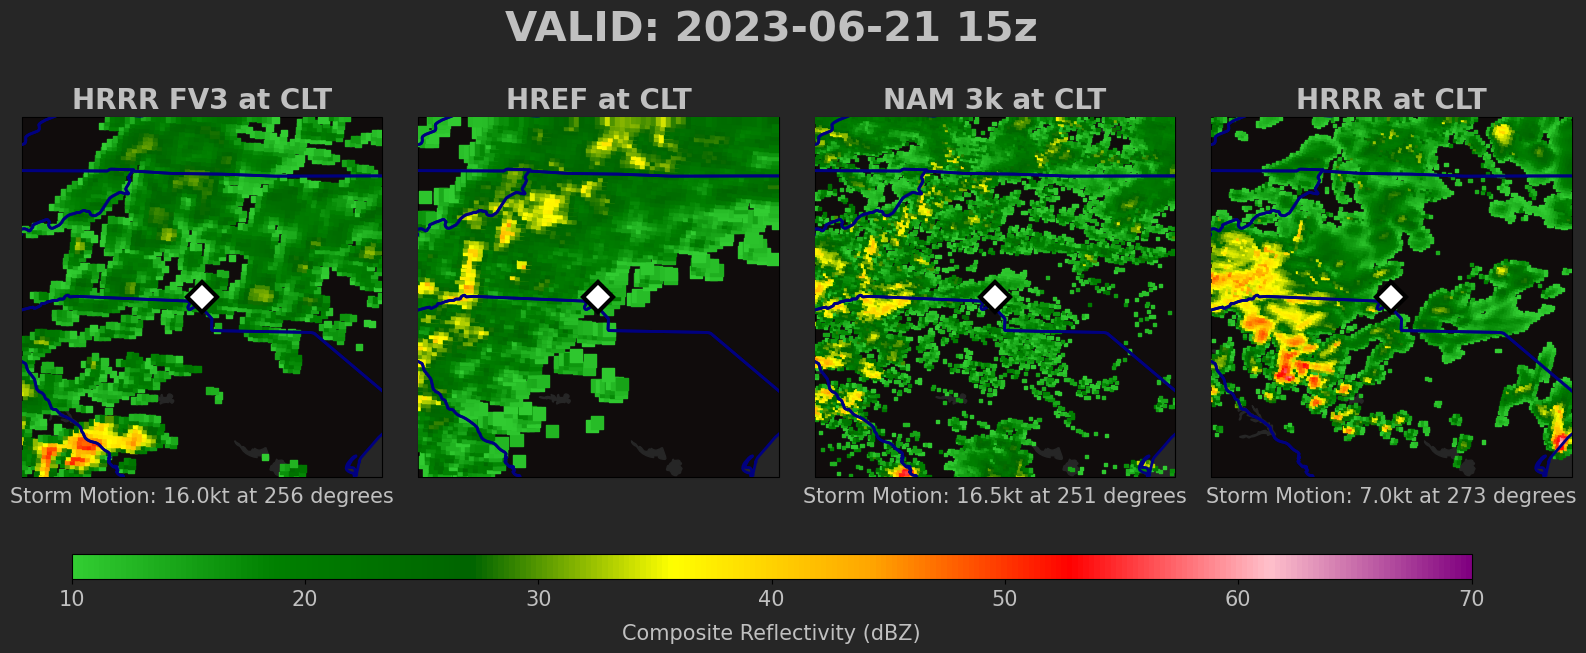 VALID: 2023-06-21 15z
HRRR FV3 at CLT
HREF at CLT
NAM 3k at CLT
HRRR at CLT
Storm Motion: 16.0kt at 256 degrees
Storm Motion: 16.5kt at 251 degrees
Storm Motion: 7.0kt at 273 degrees
10 20 30 40 50 60 70
Composite Reflectivity (dBZ)